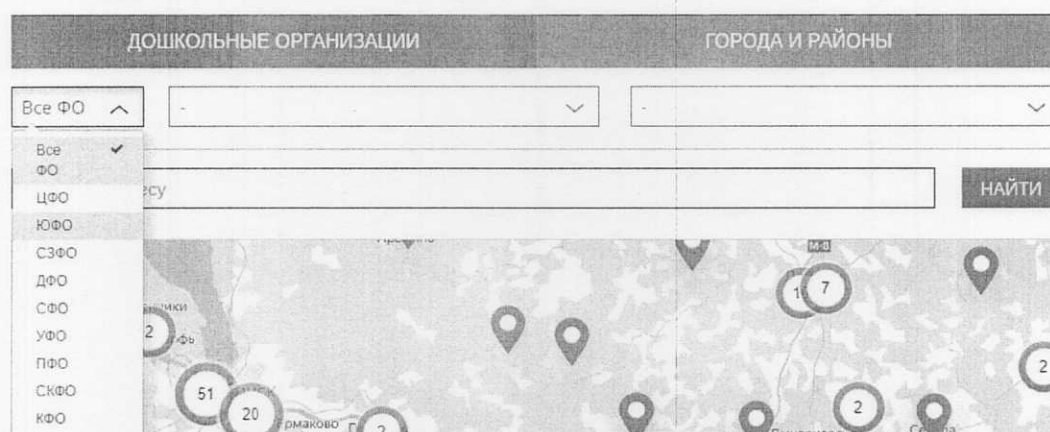 ДОШКОЛЬНЫЕ ОРГАНИЗАЦИИ
ГОРОДА И РАЙОНЫ
Все ФО
-
-
Все
ФО
ЦФО
ЮФО
СЗФО
ДФО
СФО
УФО
ПФО
СКФО
КФО
есу
НАЙТИ
М-8
1
7
2
51
20
2
2
2